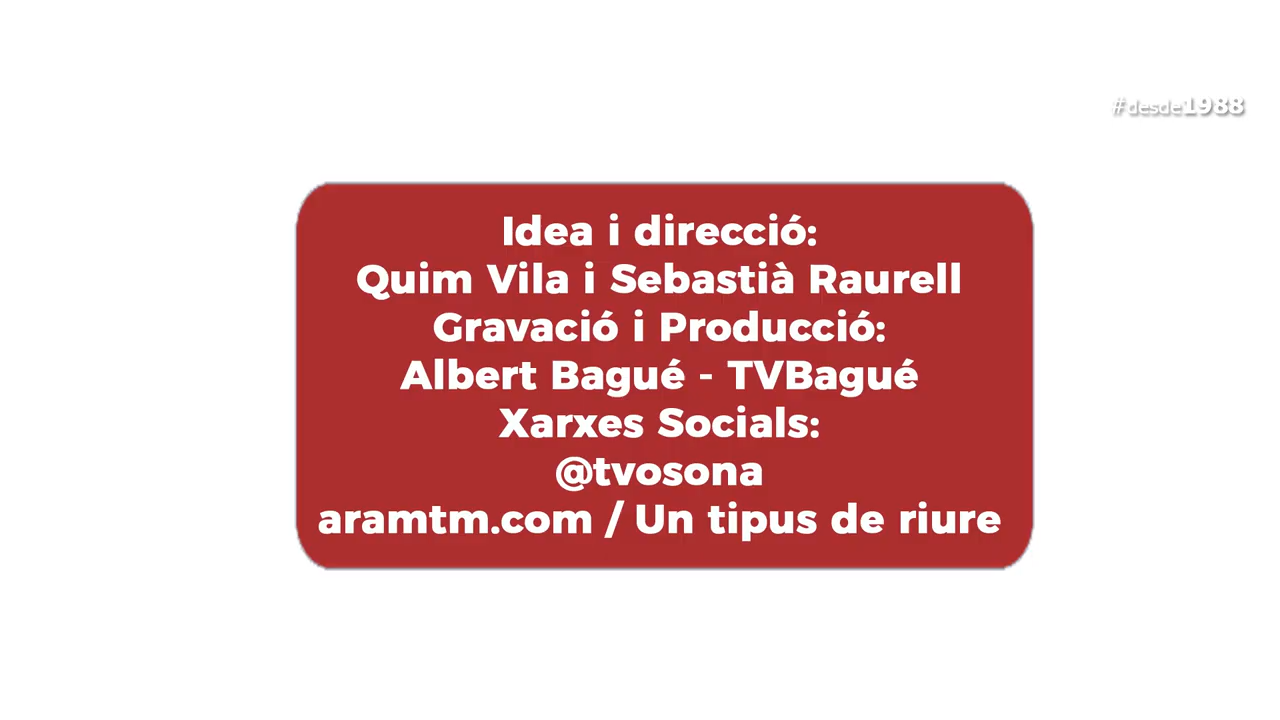 #desde1988
Idea i direcció:
Quim Vila i Sebastià Raurell
Gravació i Producció:
Albert Bagué - TVBagué
Xarxes Socials:
@tvosona
aramtm.com / Un tipus de riure